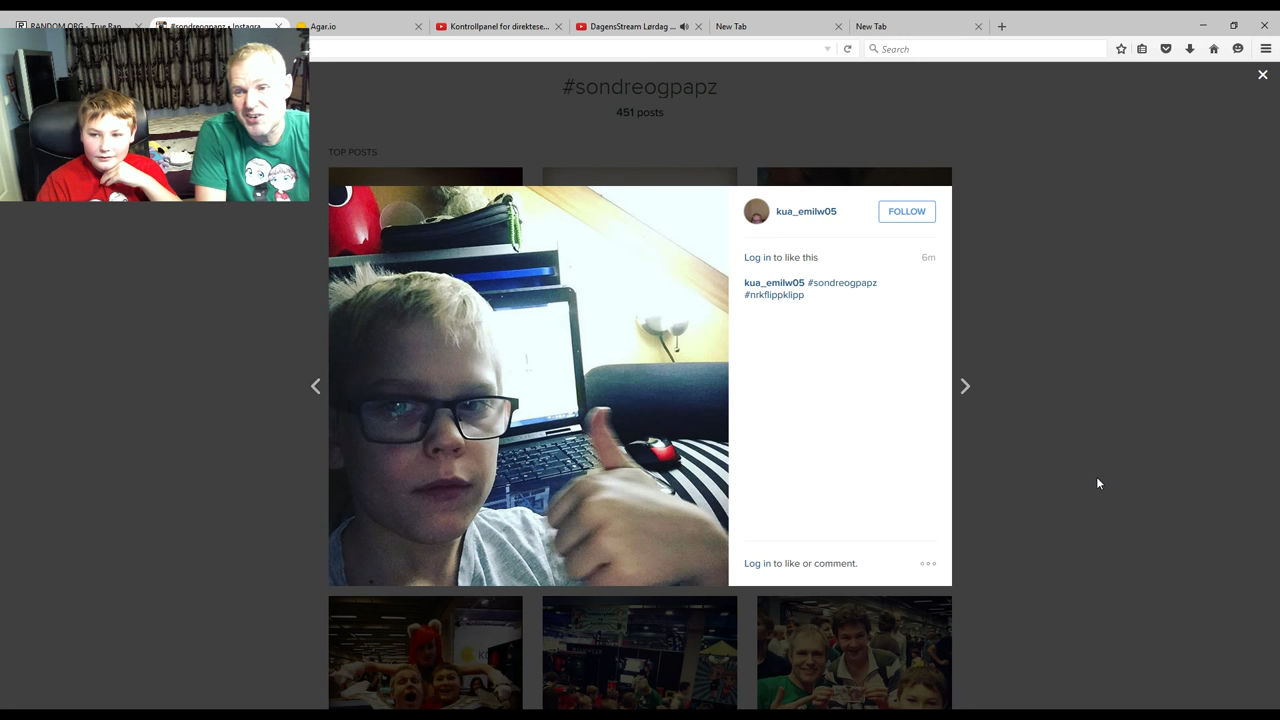 RANDOM.ORG - True Ran
#sondreogpapz • Instagra...
Agar.io
Kontrollpanel for direktese...
DagensStream Lørdag ...
New Tab
New Tab
Search
#sondreogpapz
451 posts
TOP POSTS
kua_emilw05
FOLLOW
Log in to like this
6m
kua_emilw05 #sondreogpapz
#nrkflippklipp
Log in to like or comment.